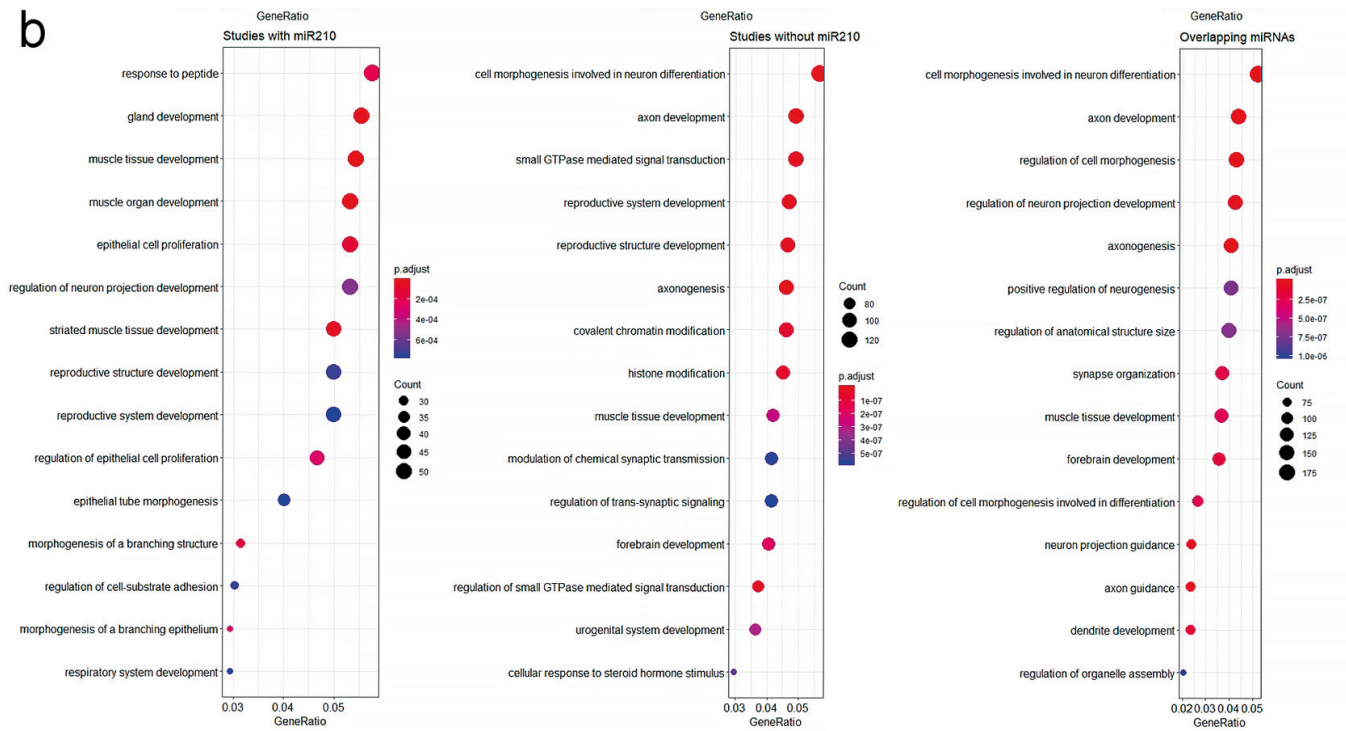 b
GeneRatio
Studies with miR210
response to peptide
gland development
muscle tissue development
muscle organ development
epithelial cell proliferation
regulation of neuron projection development
striated muscle tissue development
reproductive structure development
reproductive system development
regulation of epithelial cell proliferation
epithelial tube morphogenesis
morphogenesis of a branching structure
regulation of cell-substrate adhesion
morphogenesis of a branching epithelium
respiratory system development
0.03 0.04 0.05
GeneRatio
p.adjust
2e-04
4e-04
6e-04
Count
30
35
40
45
50
GeneRatio
Studies without miR210
cell morphogenesis involved in neuron differentiation
axon development
small GTPase mediated signal transduction
reproductive system development
reproductive structure development
axonogenesis
covalent chromatin modification
histone modification
muscle tissue development
modulation of chemical synaptic transmission
regulation of trans-synaptic signaling
forebrain development
regulation of small GTPase mediated signal transduction
urogenital system development
cellular response to steroid hormone stimulus
0.03 0.04 0.05
GeneRatio
Count
80
100
120
p.adjust
1e-07
2e-07
3e-07
4e-07
5e-07
GeneRatio
Overlapping miRNAs
cell morphogenesis involved in neuron differentiation
axon development
regulation of cell morphogenesis
regulation of neuron projection development
axonogenesis
positive regulation of neurogenesis
regulation of anatomical structure size
synapse organization
muscle tissue development
forebrain development
regulation of cell morphogenesis involved in differentiation
neuron projection guidance
axon guidance
dendrite development
regulation of organelle assembly
0.02 0.03 0.04 0.05
GeneRatio
p.adjust
2.5e-07
5.0e-07
7.5e-07
1.0e-06
Count
75
100
125
150
175